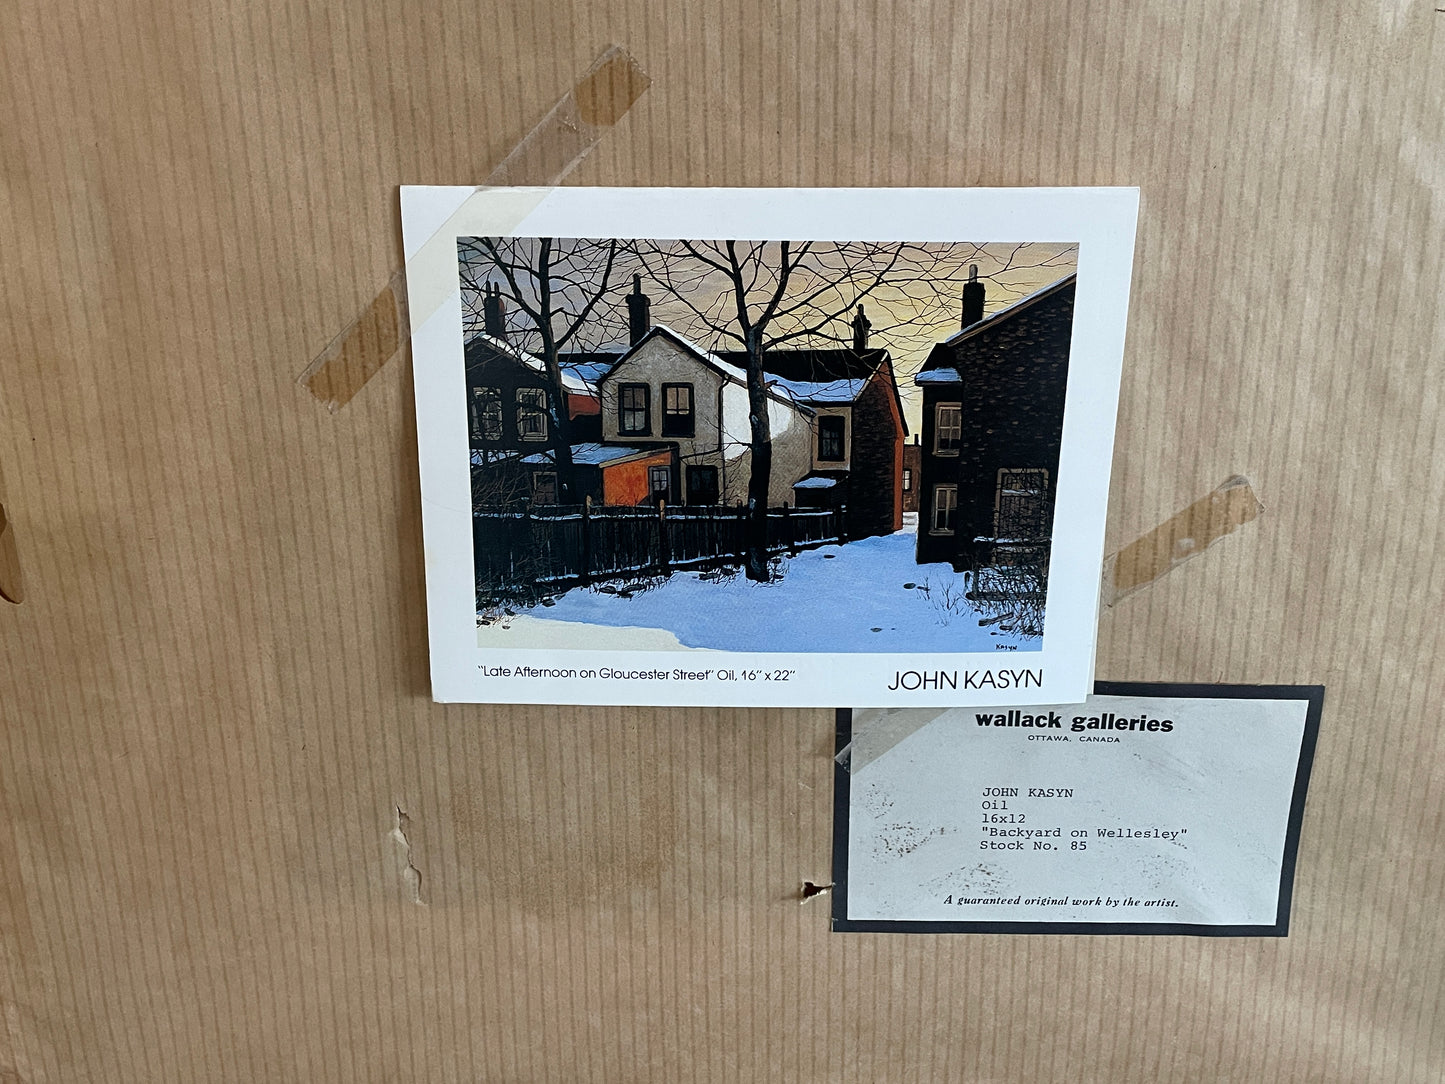 KASYN
"Late Afternoon on Gloucester Street" Oil, 16" x 22"
JOHN KASYN
wallack galleries
OTTAWA, CANADA
JOHN KASYN
Oil
16x12
"Backyard on Wellesley"
Stock No. 85
A guaranteed original work by the artist.